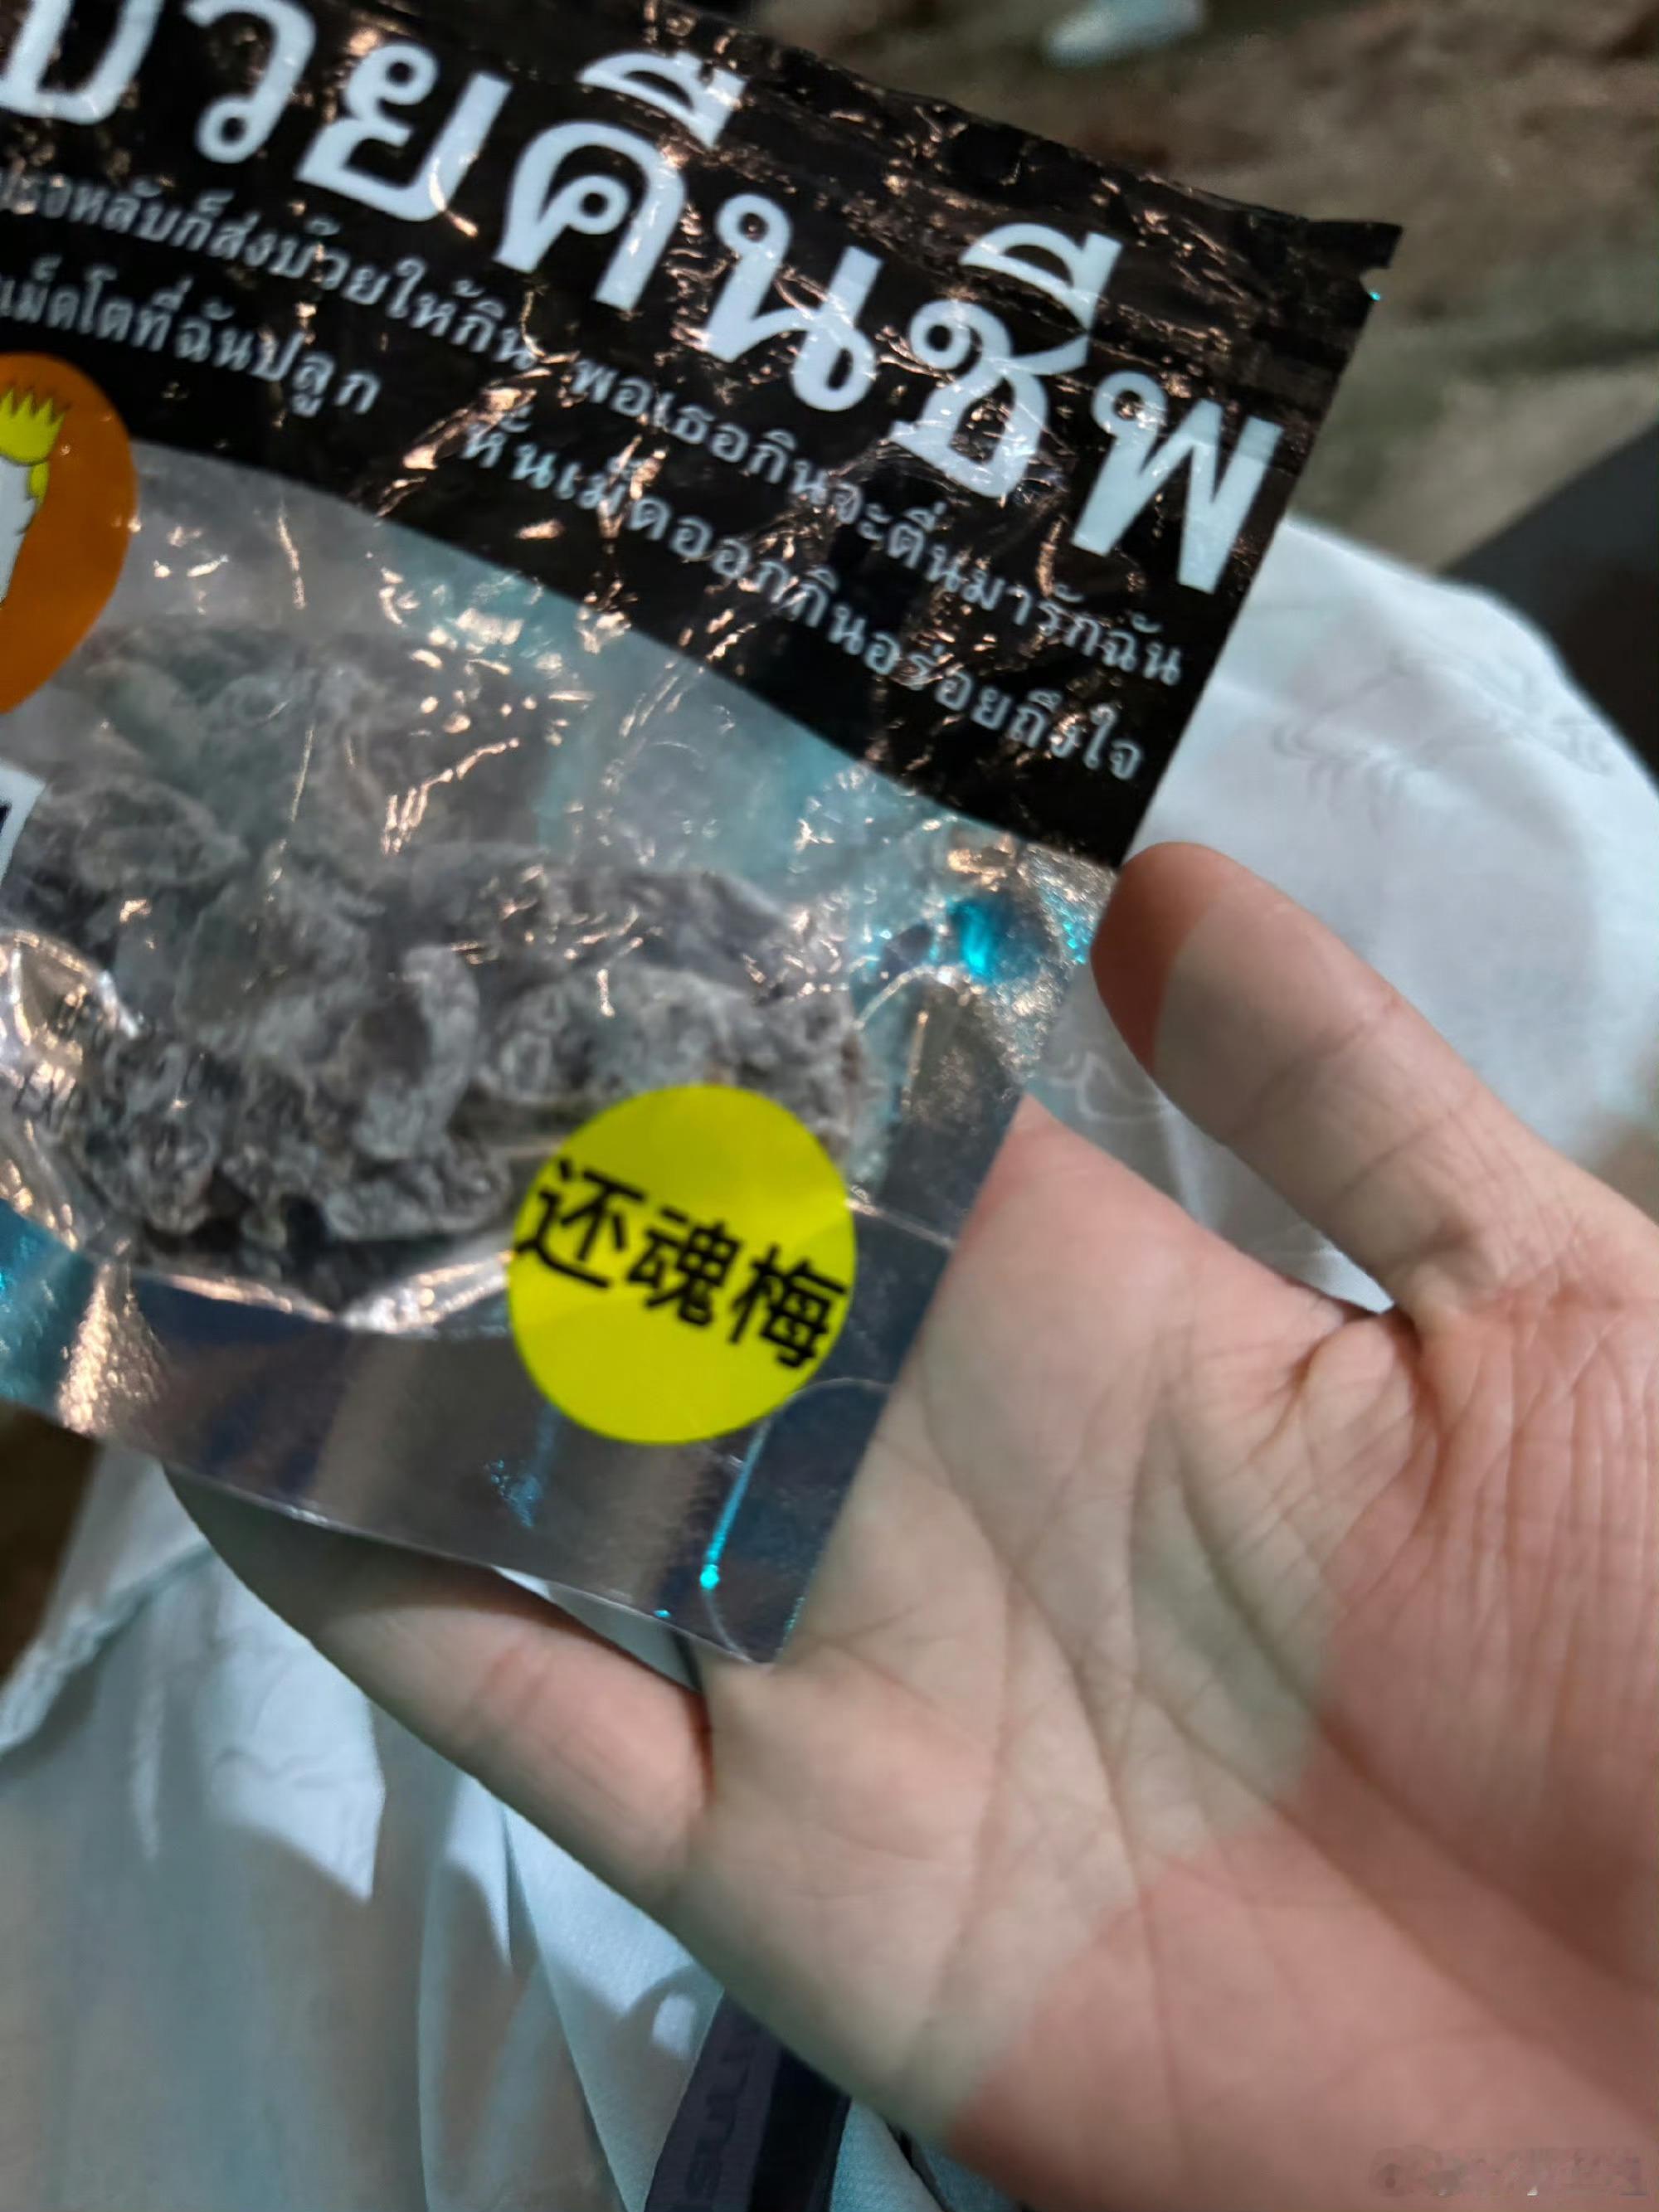 บ๊วยคืนชีพ
เธอหลับก็ส่งบ๊วยให้กิน พอเธอกินจะตื่นมารักฉัน
เม็ดโตที่ฉันปลูก หั่นเม็ดออกกินอร่อยถึงใจ
还魂梅